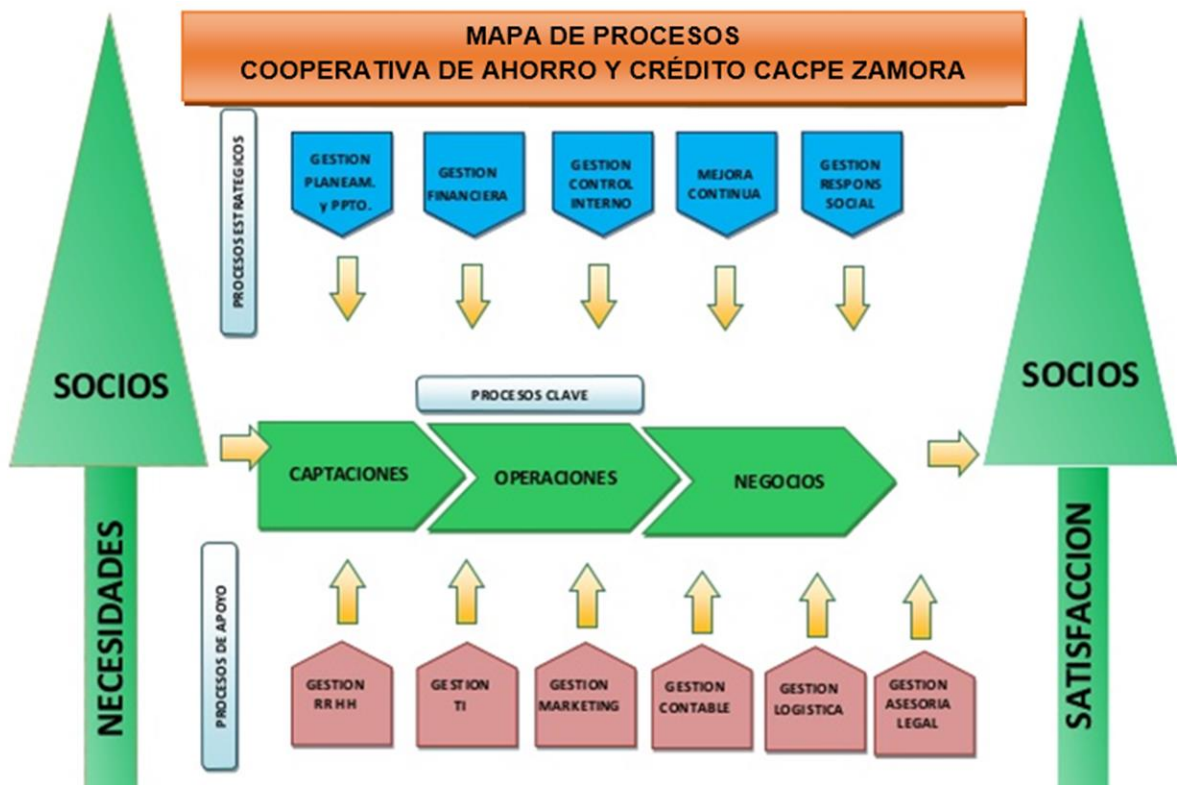 MAPA DE PROCESOS
COOPERATIVA DE AHORRO Y CRÉDITO CACPE ZAMORA
PROCESOS ESTRATEGICOS
GESTION
PLANEAM.
y PPTO.
GESTION
FINANCIERA
GESTION
CONTROL
INTERNO
MEJORA
CONTINUA
GESTION
RESPONS
SOCIAL
SOCIOS
NECESIDADES
PROCESOS CLAVE
CAPTACIONES
OPERACIONES
NEGOCIOS
SOCIOS
SATISFACCION
PROCESOS DE APOYO
GESTION
RRHH
GESTION
TI
GESTION
MARKETING
GESTION
CONTABLE
GESTION
LOGISTICA
GESTION
ASESORIA
LEGAL